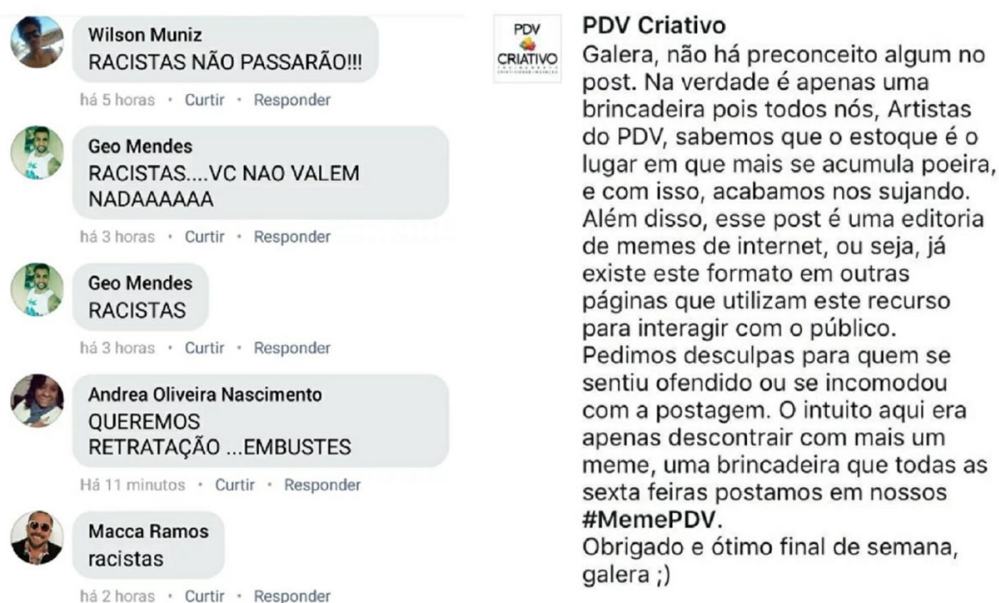 Wilson Muniz
RACISTAS NÃO PASSARÃO!!!
há 5 horas · Curtir · Responder
Geo Mendes
RACISTAS....VC NAO VALEM
NADAAAAAA
há 3 horas · Curtir · Responder
Geo Mendes
RACISTAS
há 3 horas · Curtir · Responder
Andrea Oliveira Nascimento
QUEREMOS
RETRATAÇÃO ...EMBUSTES
Há 11 minutos · Curtir · Responder
Macca Ramos
racistas
há 2 horas · Curtir · Responder
PDV
CRIATIVO
PDV Criativo
Galera, não há preconceito algum no
post. Na verdade é apenas uma
brincadeira pois todos nós, Artistas
do PDV, sabemos que o estoque é o
lugar em que mais se acumula poeira,
e com isso, acabamos nos sujando.
Além disso, esse post é uma editoria
de memes de internet, ou seja, já
existe este formato em outras
páginas que utilizam este recurso
para interagir com o público.
Pedimos desculpas para quem se
sentiu ofendido ou se incomodou
com a postagem. O intuito aqui era
apenas descontrair com mais um
meme, uma brincadeira que todas as
sexta feiras postamos em nossos
#MemePDV.
Obrigado e ótimo final de semana,
galera ;)